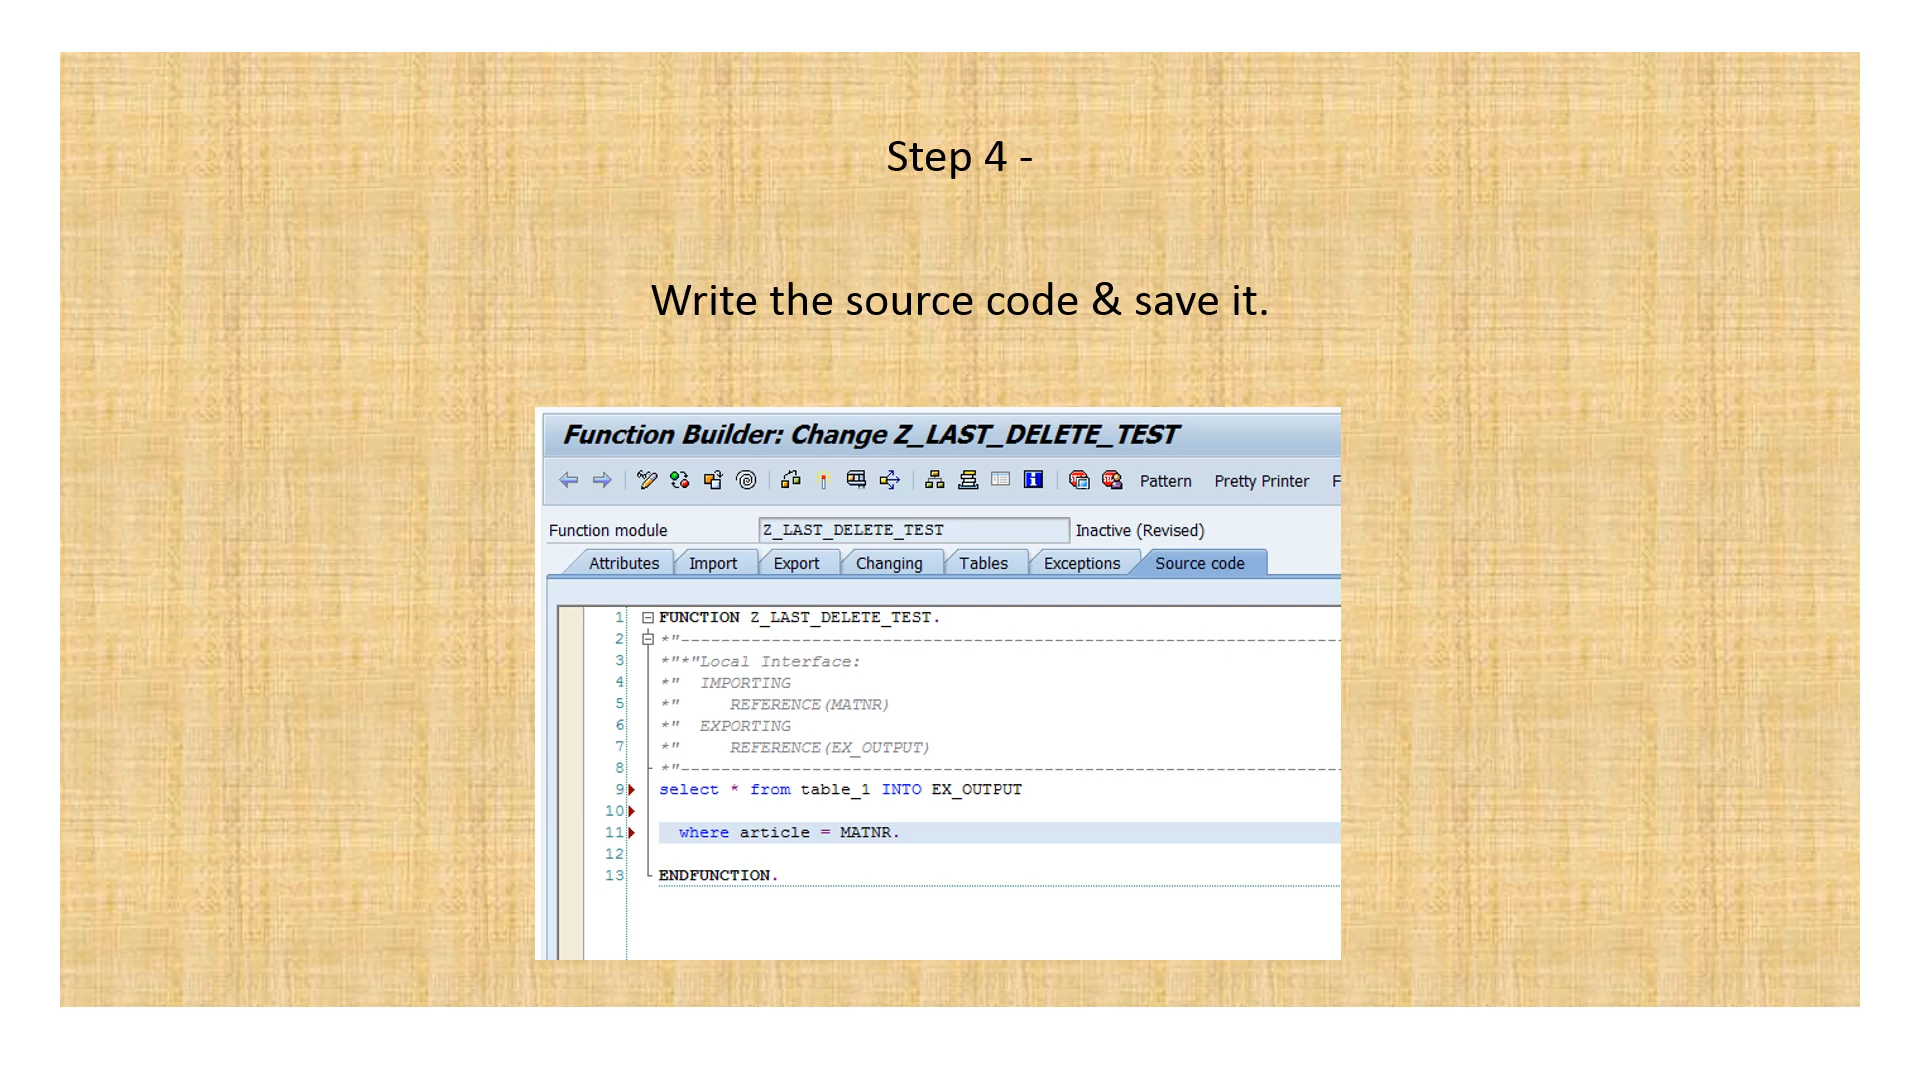 Step 4 -
Write the source code & save it.
Function Builder: Change Z_LAST_DELETE_TEST
Pattern Pretty Printer F
Function module Z_LAST_DELETE_TEST Inactive (Revised)
Attributes Import Export Changing Tables Exceptions Source code
1 FUNCTION Z_LAST_DELETE_TEST.
2 *"----------------------------------------------------------------------
3 *"*"Local Interface:
4 *" IMPORTING
5 *" REFERENCE(MATNR)
6 *" EXPORTING
7 *" REFERENCE(EX_OUTPUT)
8 *"----------------------------------------------------------------------
9 select * from table_1 INTO EX_OUTPUT
10
11 where article = MATNR.
12
13 ENDFUNCTION.